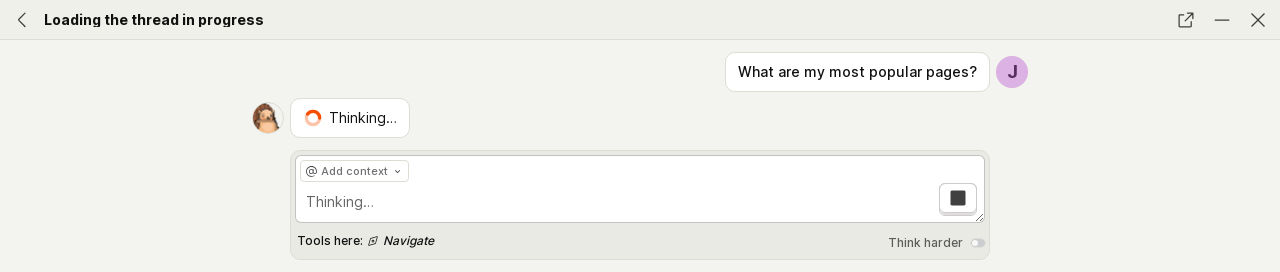 Loading the thread in progress
What are my most popular pages?
J
Thinking...
@ Add context
Thinking...
Tools here: Navigate
Think harder